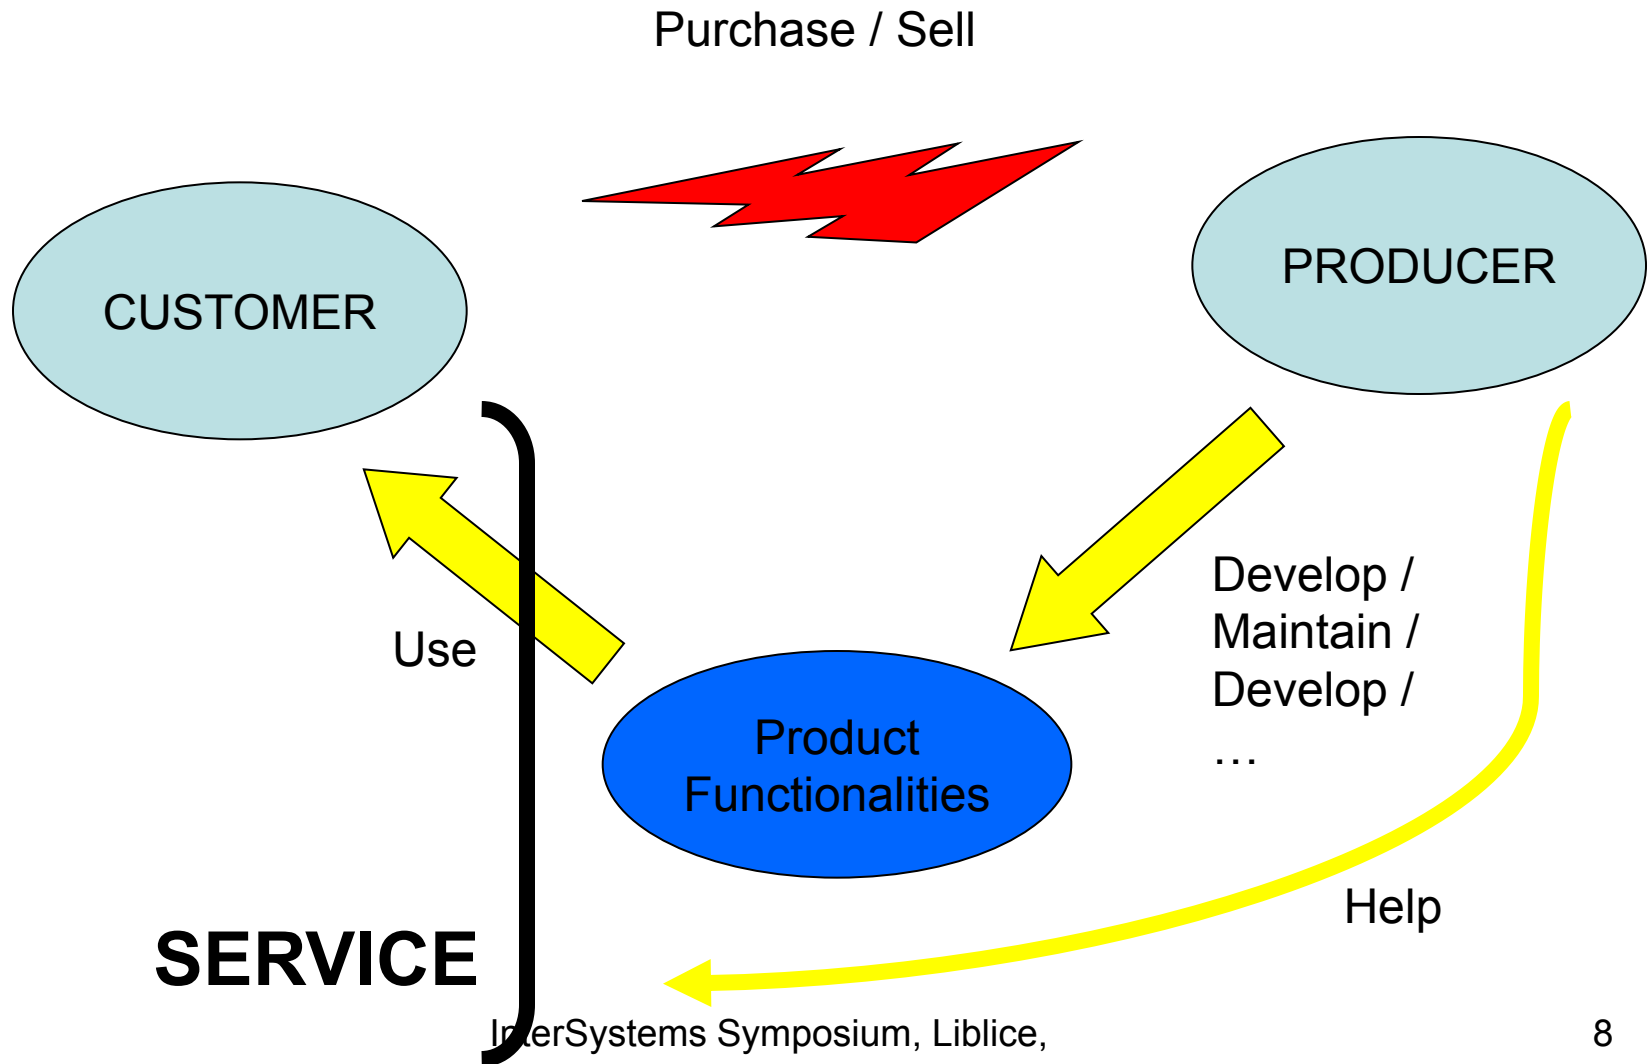 Purchase / Sell
CUSTOMER
PRODUCER
Use
Develop /
Maintain /
Develop /
…
Product
Functionalities
Help
SERVICE
InterSystems Symposium, Liblice,
8